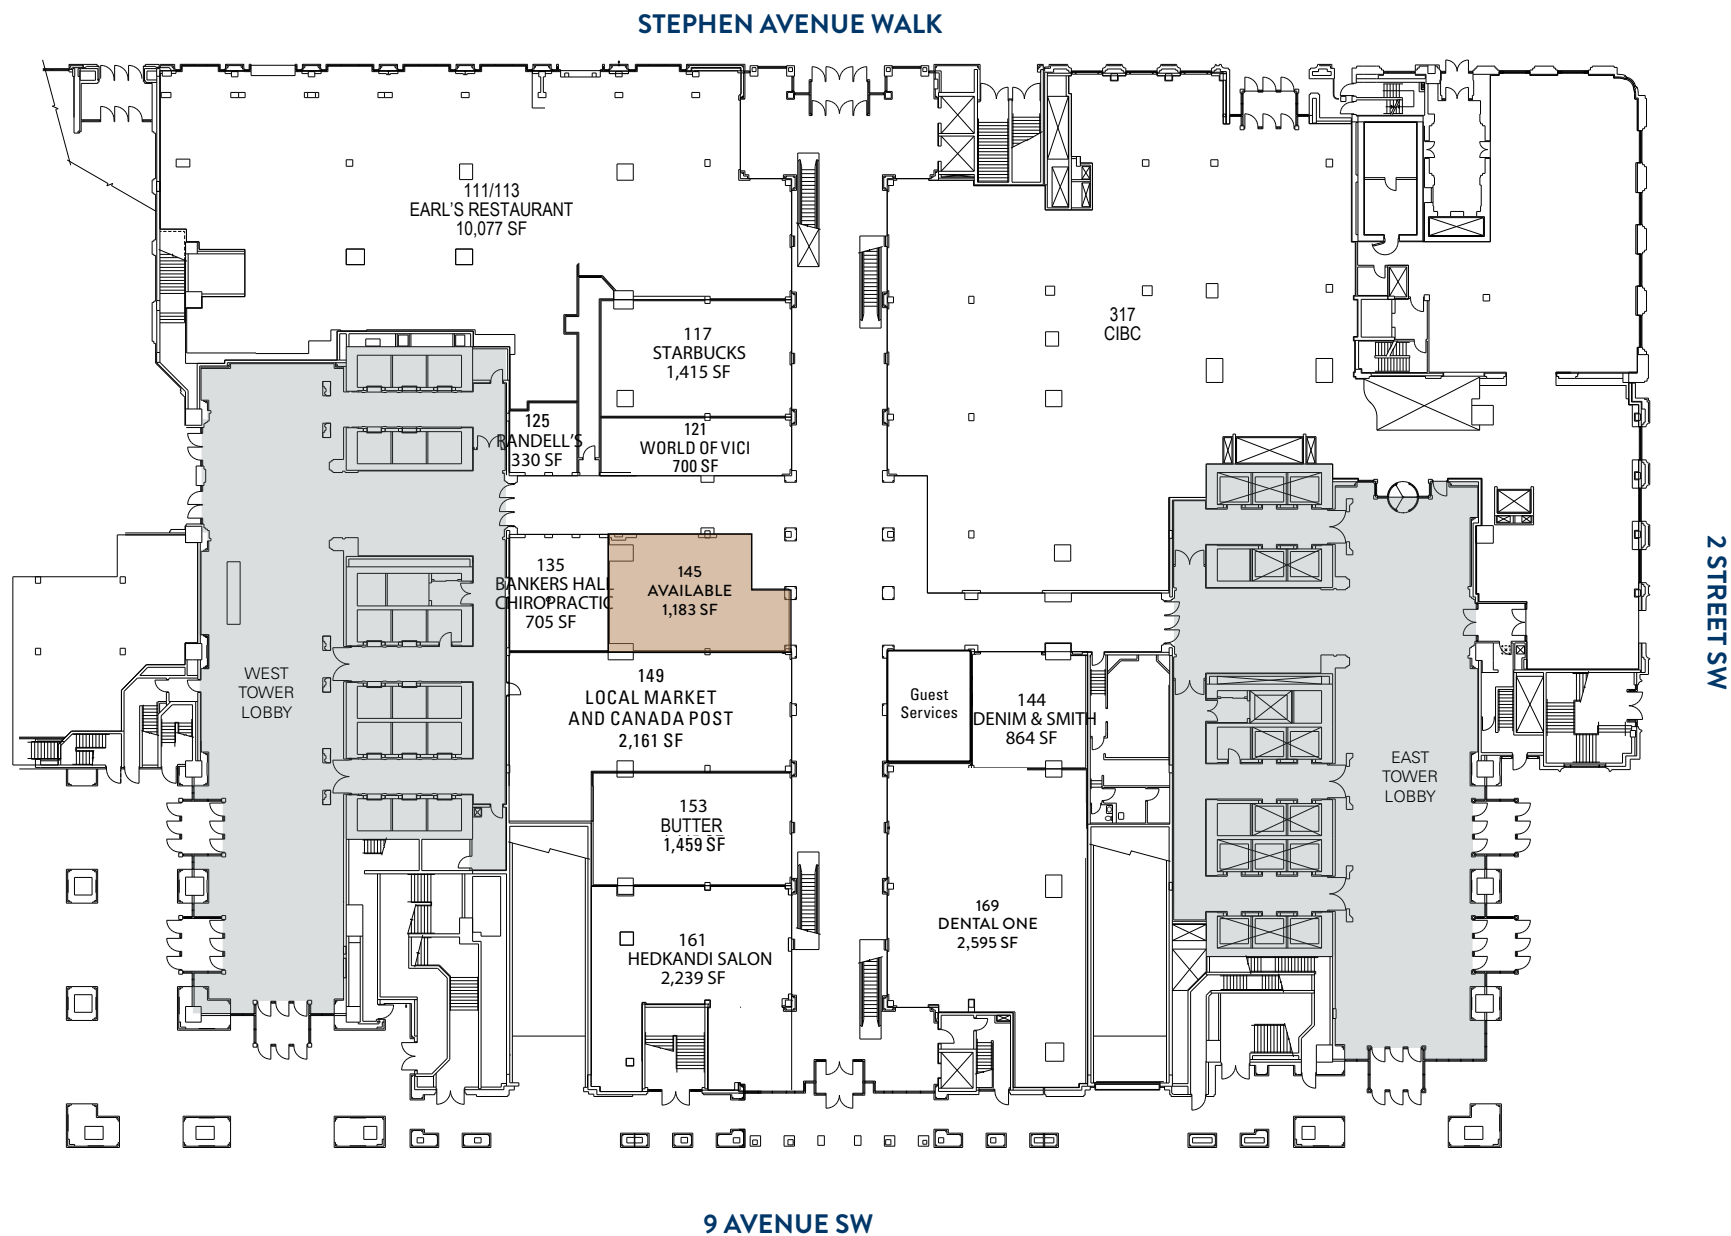 STEPHEN AVENUE WALK
111/113
EARL'S RESTAURANT
10,077 SF
117
STARBUCKS
1,415 SF
317
CIBC
125
RANDELL'S
330 SF
121
WORLD OF VICI
700 SF
135
BANKERS HALL
CHIROPRACTIC
705 SF
145
AVAILABLE
1,183 SF
2 STREET SW
WEST
TOWER
LOBBY
149
LOCAL MARKET
AND CANADA POST
2,161 SF
Guest
Services
144
DENIM & SMITH
864 SF
EAST
TOWER
LOBBY
153
BUTTER
1,459 SF
169
DENTAL ONE
2,595 SF
161
HEDKANDI SALON
2,239 SF
9 AVENUE SW